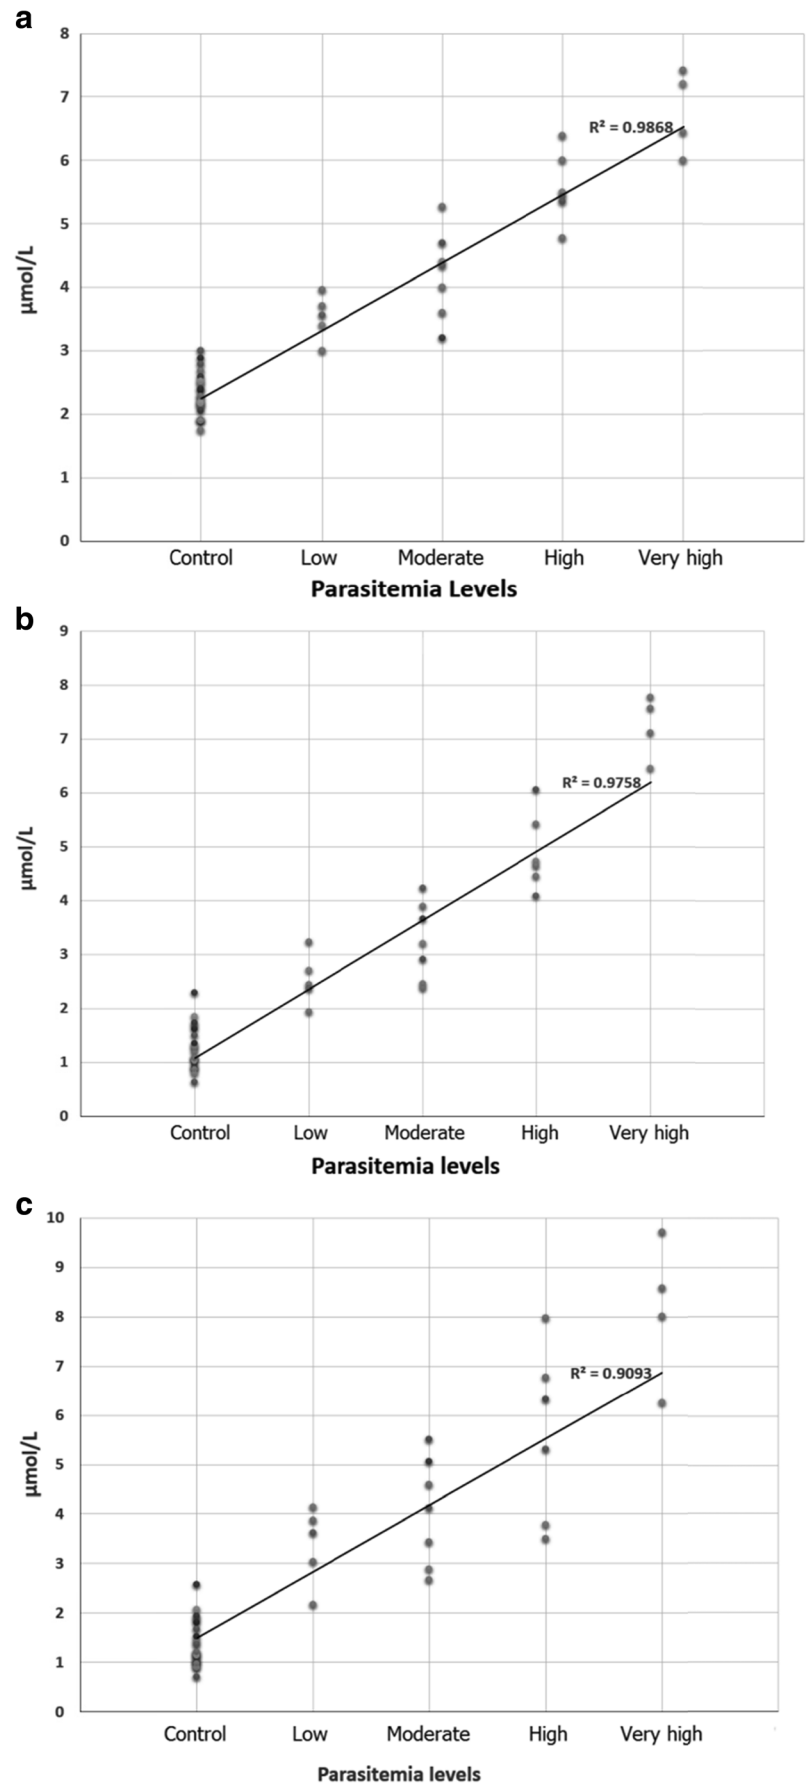 a
8
7
R² = 0.9868
6
5
4
3
2
1
0
µmol/L
Control Low Moderate High Very high
Parasitemia Levels
b
9
8
7
R² = 0.9758
6
5
4
3
2
1
0
µmol/L
Control Low Moderate High Very high
Parasitemia levels
c
10
9
8
7
R² = 0.9093
6
5
4
3
2
1
0
µmol/L
Control Low Moderate High Very high
Parasitemia levels